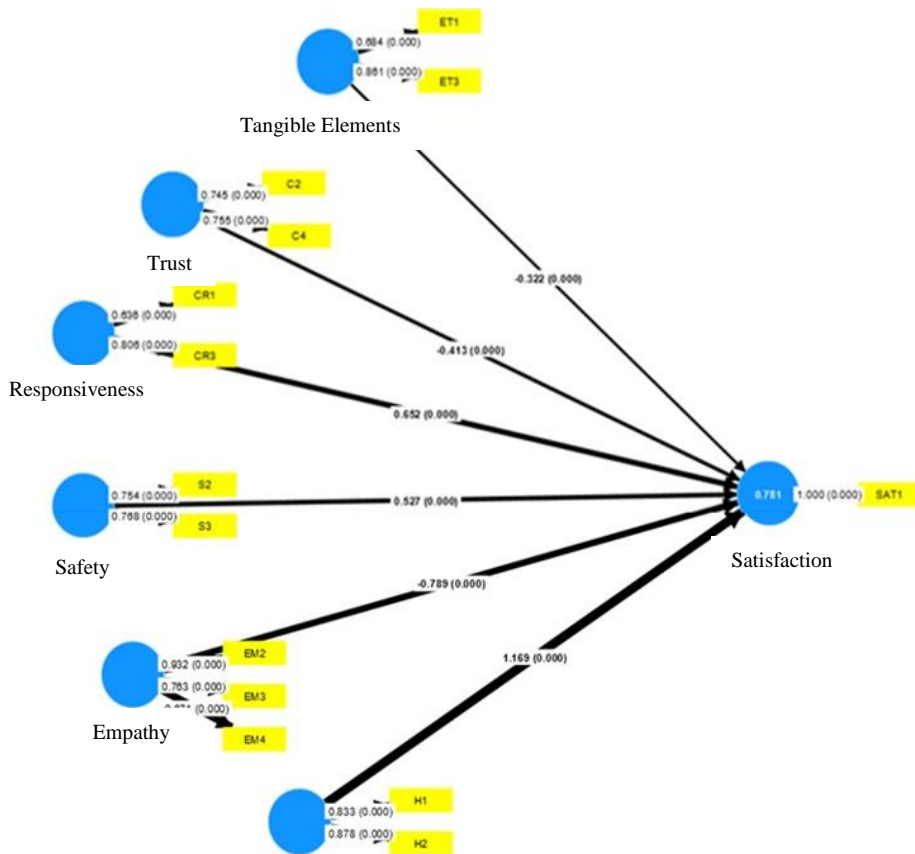 ET1
0.684 (0.000)
0.861 (0.000)
ET3
Tangible Elements
C2
0.745 (0.000)
0.755 (0.000)
C4
Trust
-0.322 (0.000)
CR1
0.636 (0.000)
0.806 (0.000)
CR3
-0.413 (0.000)
Responsiveness
0.652 (0.000)
S2
0.754 (0.000)
0.527 (0.000)
0.768 (0.000)
S3
0.781
1.000 (0.000)
SAT1
Safety
Satisfaction
-0.789 (0.000)
EM2
0.932 (0.000)
0.763 (0.000)
EM3
(0.000)
EM4
1.169 (0.000)
Empathy
H1
0.833 (0.000)
0.878 (0.000)
H2